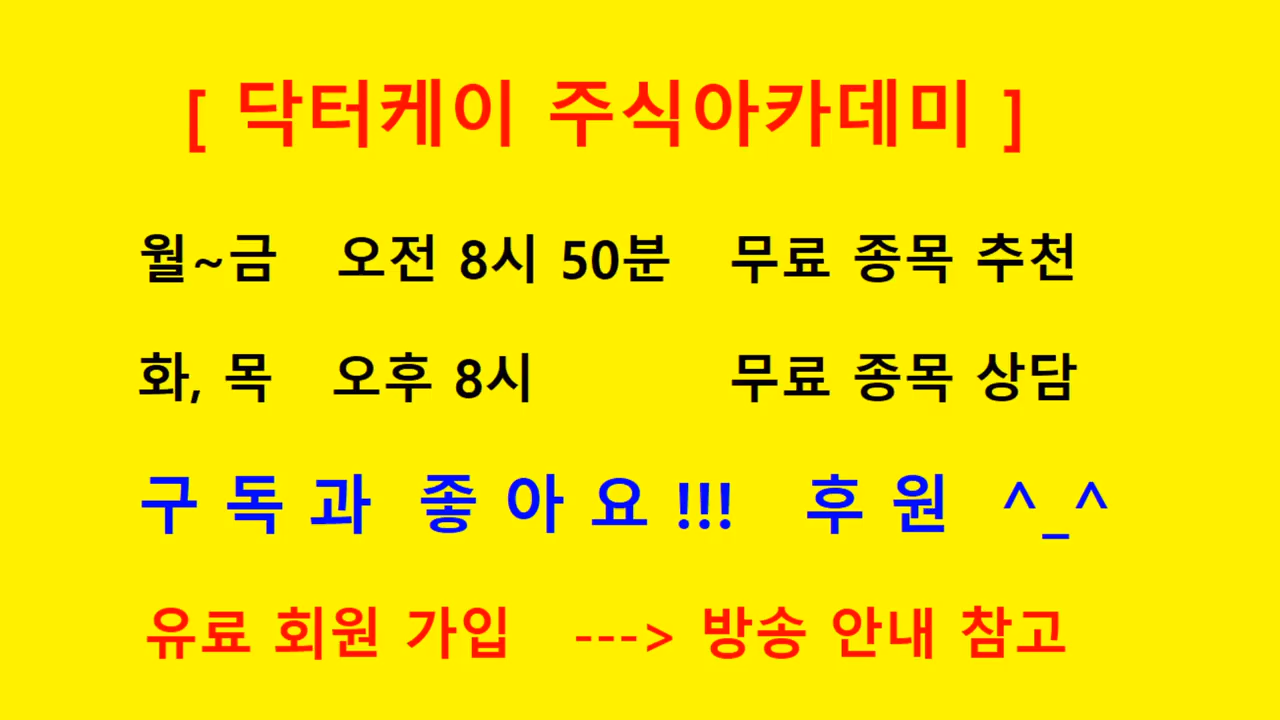 [ 닥터케이 주식아카데미 ]
월~금 오전 8시 50분 무료 종목 추천
화, 목 오후 8시 무료 종목 상담
구 독 과 좋 아 요 !!! 후 원 ^_^
유료 회원 가입 ---> 방송 안내 참고